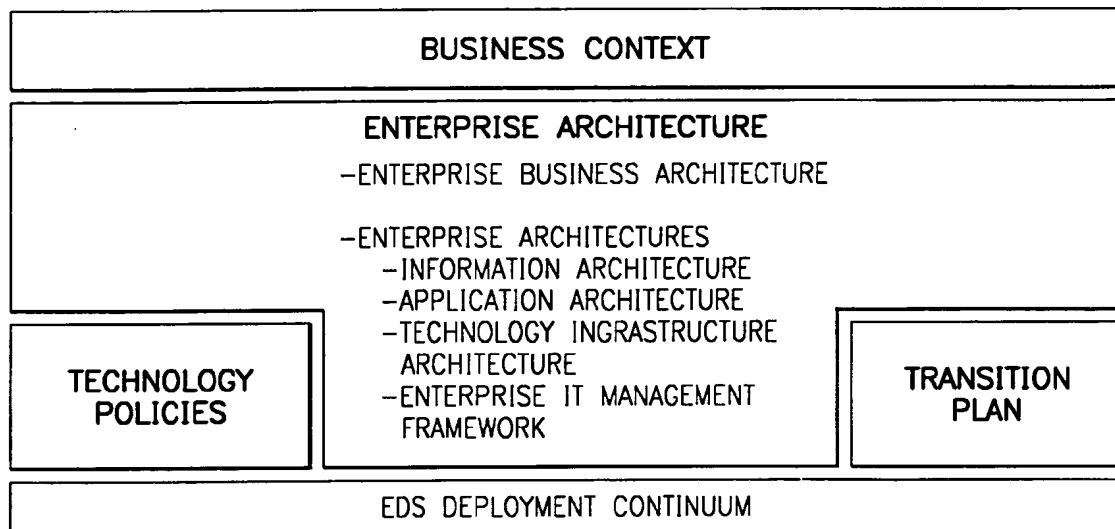 BUSINESS CONTEXT
ENTERPRISE ARCHITECTURE
-ENTERPRISE BUSINESS ARCHITECTURE
-ENTERPRISE ARCHITECTURES
-INFORMATION ARCHITECTURE
-APPLICATION ARCHITECTURE
-TECHNOLOGY INGRASTRUCTURE
ARCHITECTURE
-ENTERPRISE IT MANAGEMENT
FRAMEWORK
TECHNOLOGY
POLICIES
TRANSITION
PLAN
EDS DEPLOYMENT CONTINUUM